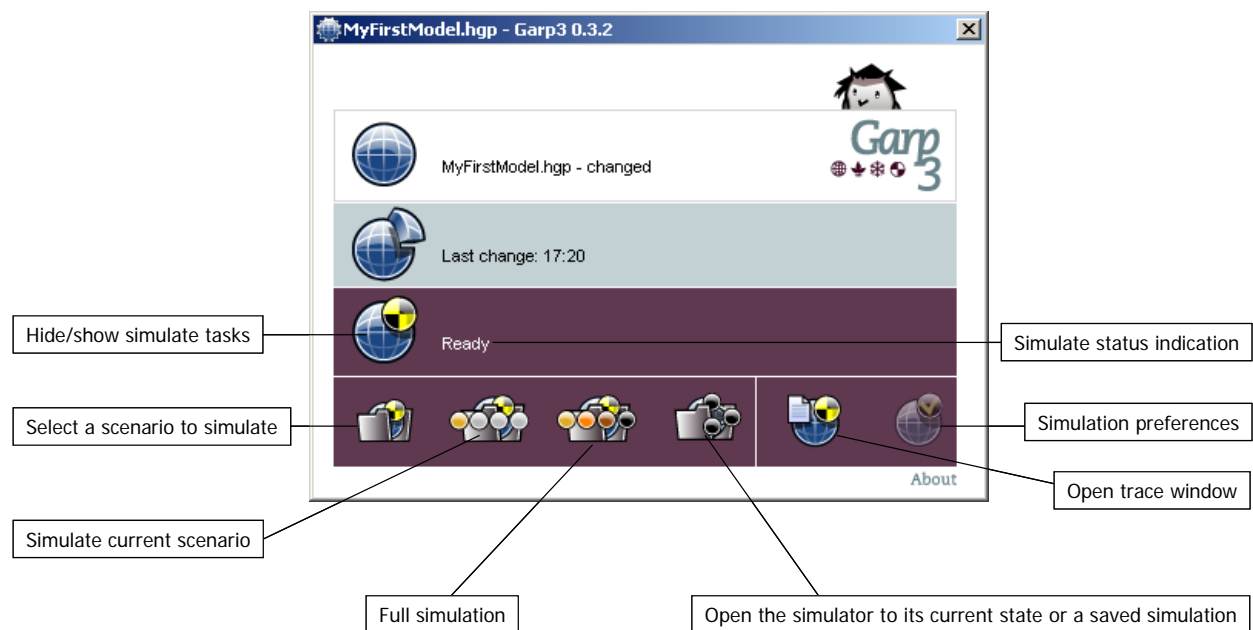 MyFirstModel.hgp - Garp3 0.3.2
Garp
3
MyFirstModel.hgp - changed
Last change: 17:20
Hide/show simulate tasks
Ready
Simulate status indication
Select a scenario to simulate
Simulation preferences
About
Open trace window
Simulate current scenario
Full simulation
Open the simulator to its current state or a saved simulation